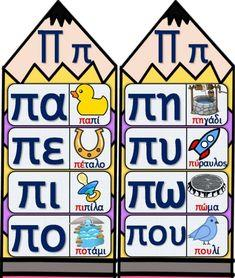 Π π
πα
παπί
πε
πέταλο
πι
πιπίλα
πο
ποτάμι
Π π
πη
πηγάδι
πυ
πύραυλος
πω
πώμα
που
πουλί